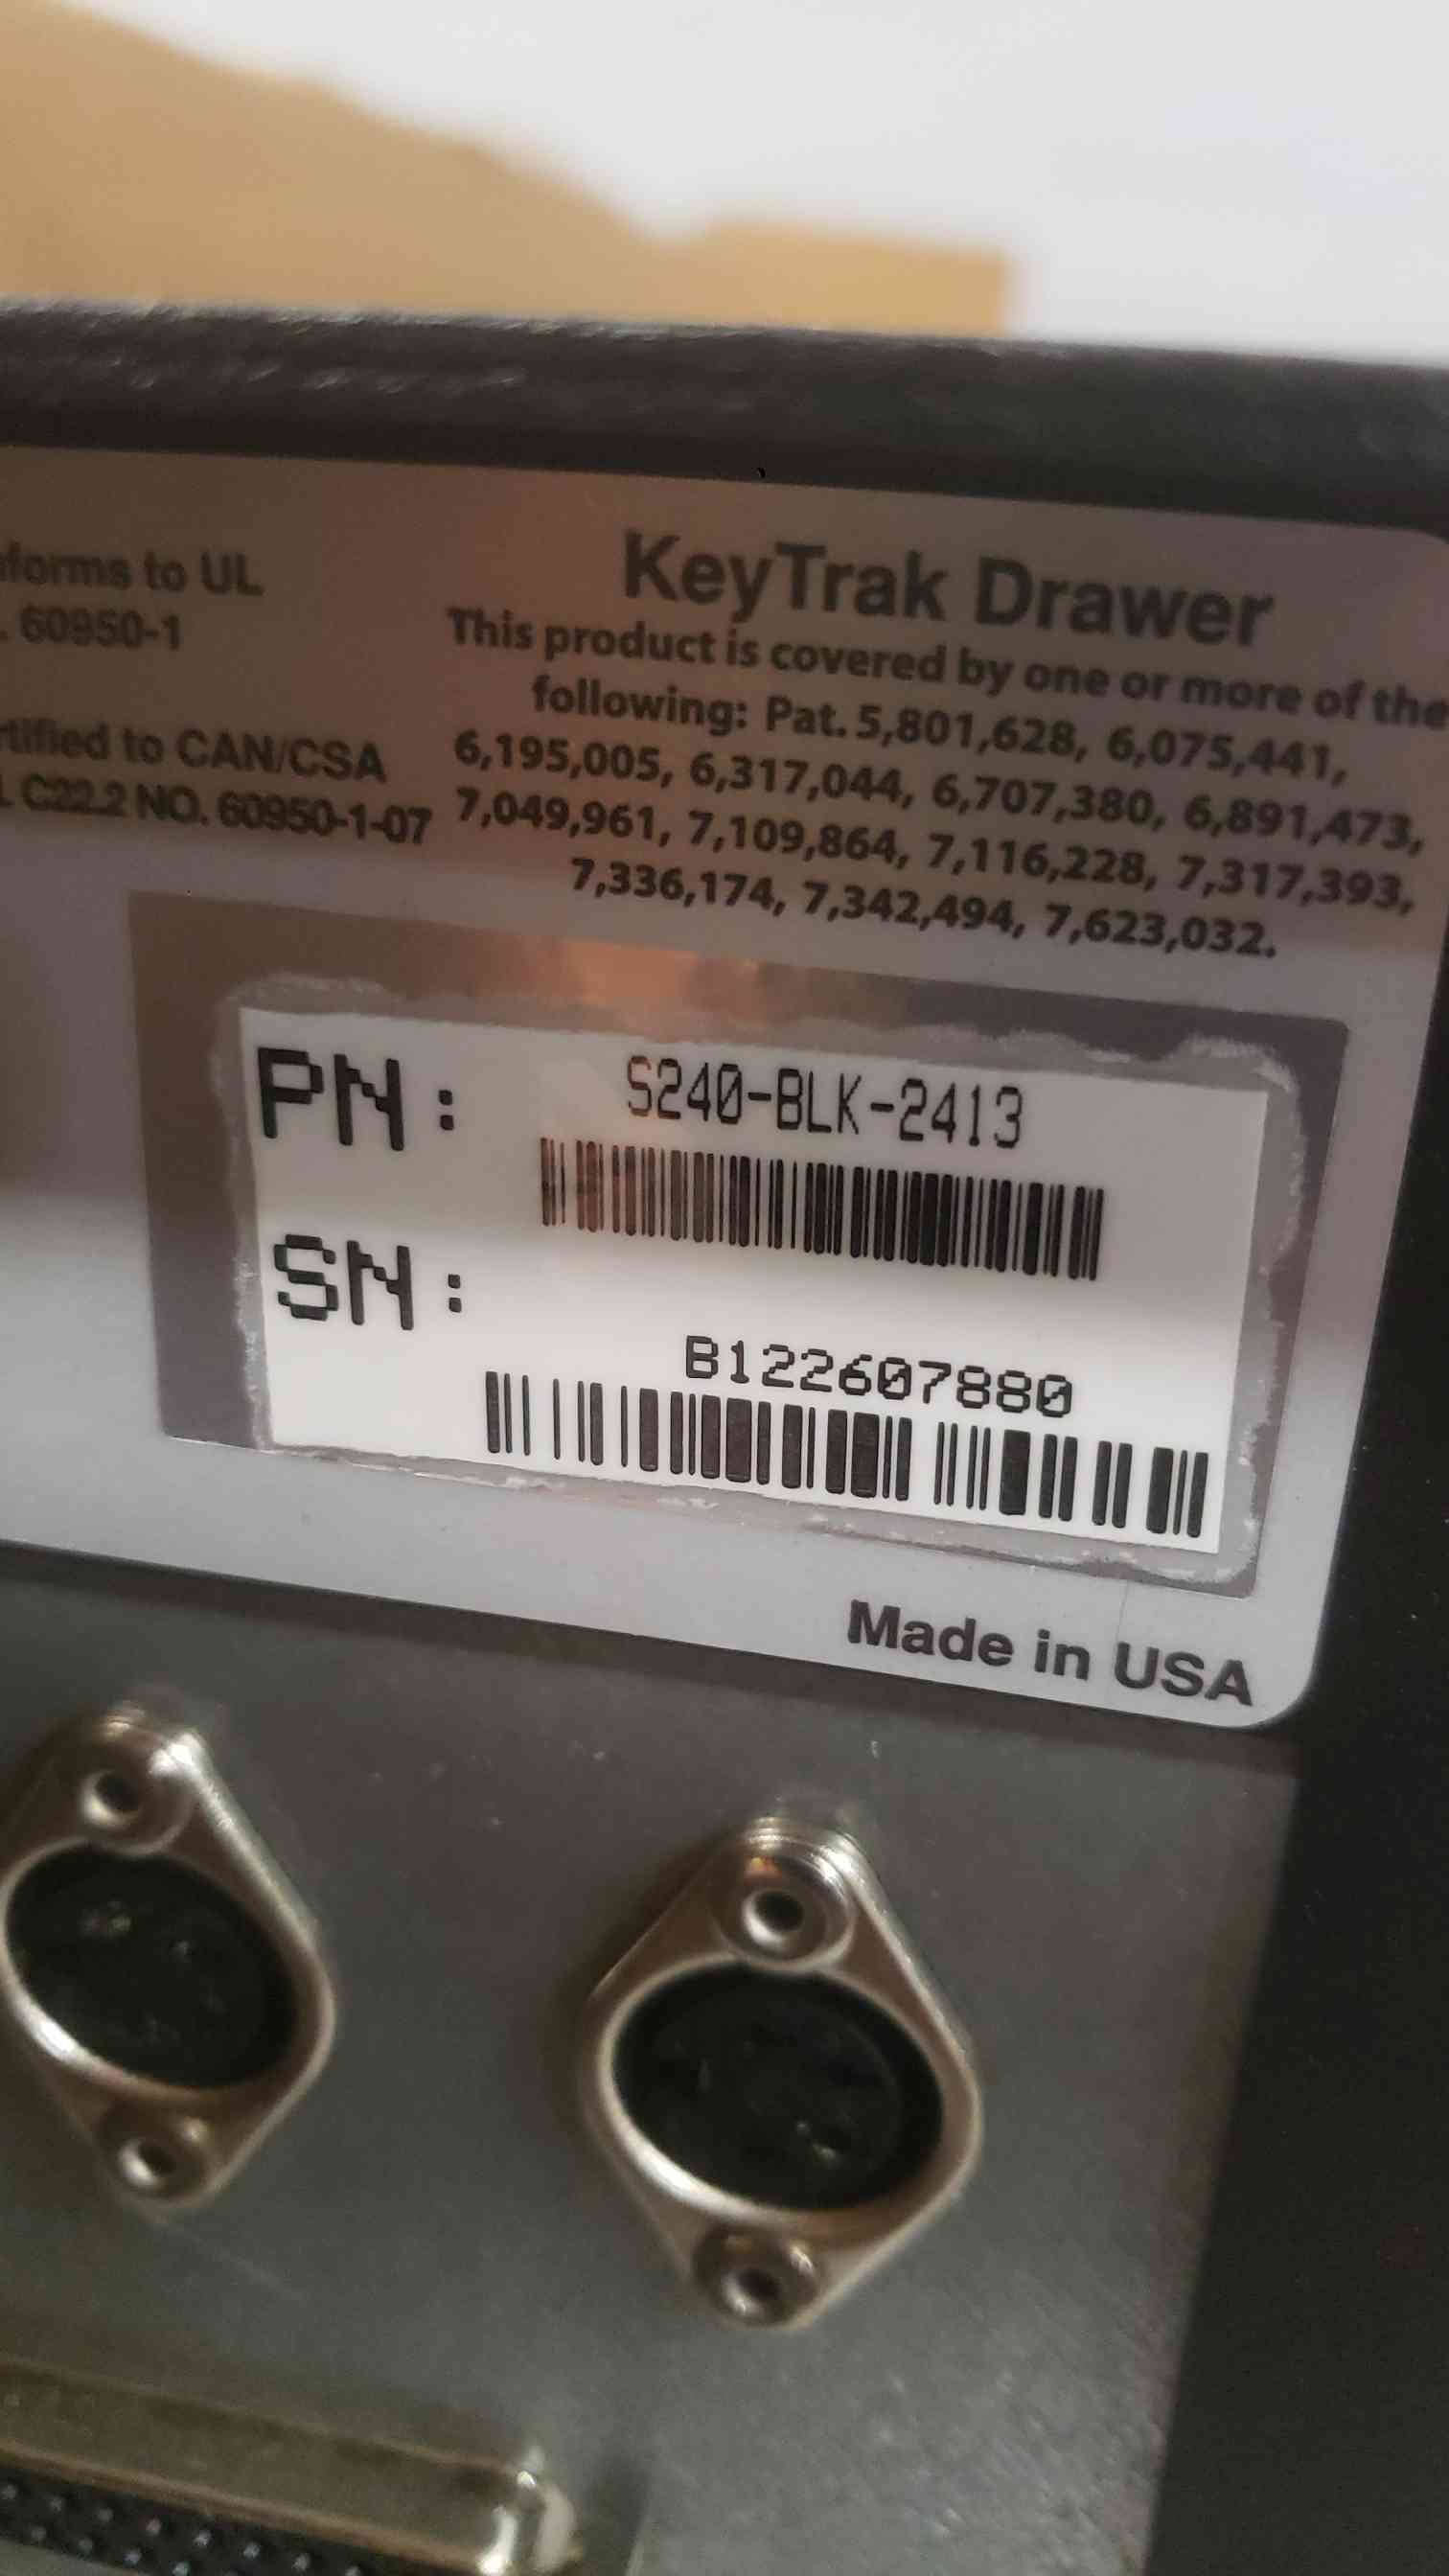 to UL
60950-1
to CAN/CSA
C22.2 NO. 60950-1-07
KeyTrak Drawer
This product is covered by one or more of the
following: Pat. 5,801,628, 6,075,441,
6,195,005, 6,317,044, 6,707,380, 6,891,473,
7,049,961, 7,109,864, 7,116,228, 7,317,393,
7,336,174, 7,342,494, 7,623,032.
PN: S240-BLK-2413
SN: B122607880
Made in USA